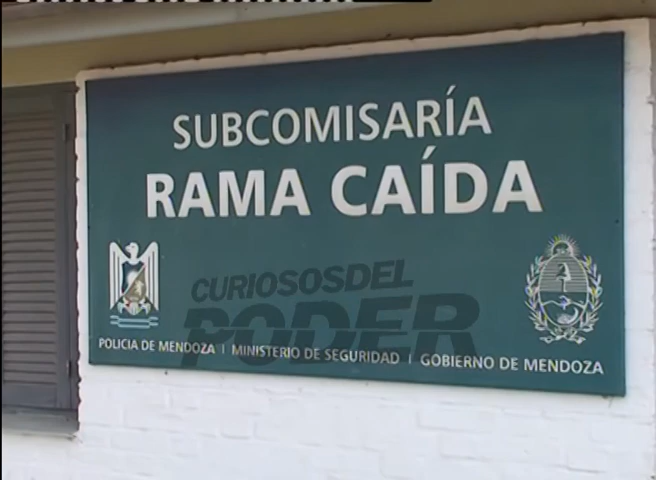 SUBCOMISARÍA
RAMA CAÍDA
CURIOSOSDEL
PODER
POLICIA DE MENDOZA | MINISTERIO DE SEGURIDAD | GOBIERNO DE MENDOZA